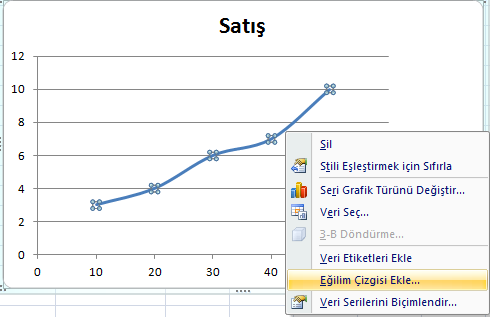 Satış
12
10
8
6
4
2
0
0 10 20 30 40
Sil
Stili Eşleştirmek için Sıfırla
Seri Grafik Türünü Değiştir...
Veri Seç...
3-B Döndürme...
Veri Etiketleri Ekle
Eğilim Çizgisi Ekle...
Veri Serilerini Biçimlendir...